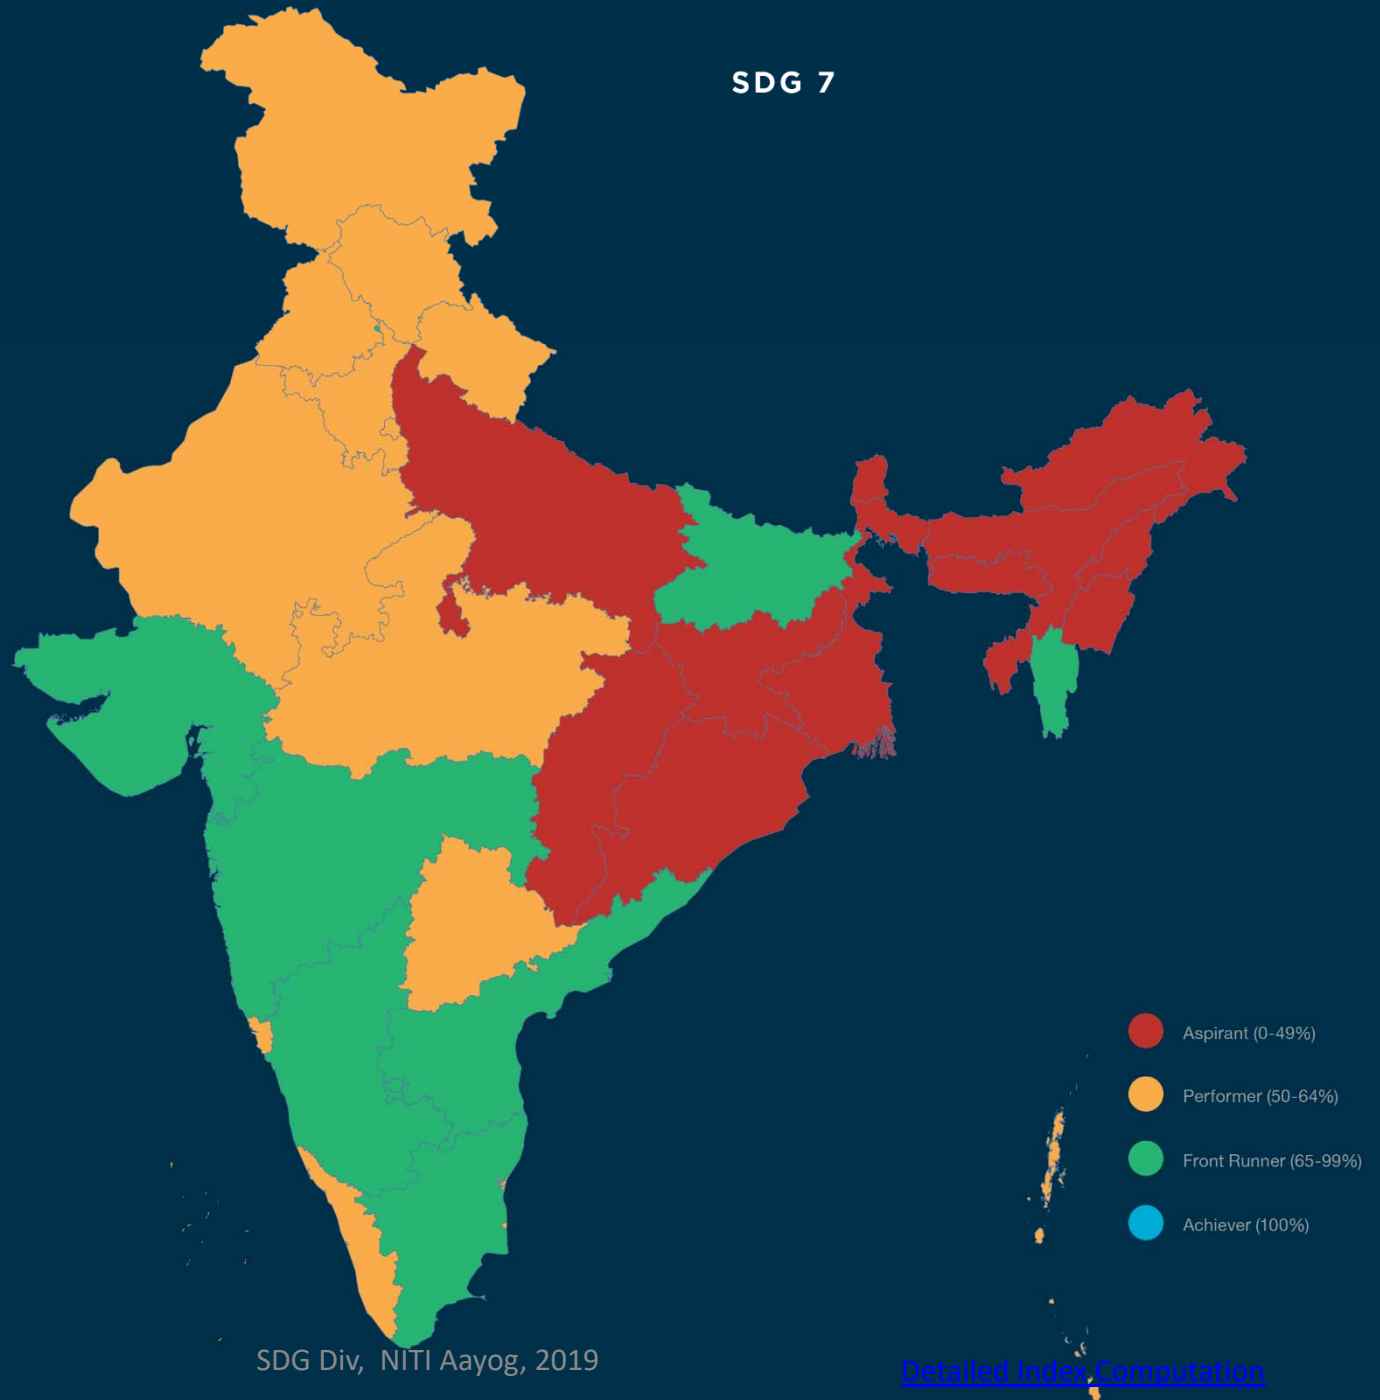 SDG 7
Aspirant (0-49%)
Performer (50-64%)
Front Runner (65-99%)
Achiever (100%)
SDG Div,  NITI Aayog, 2019
Detailed Index Computation